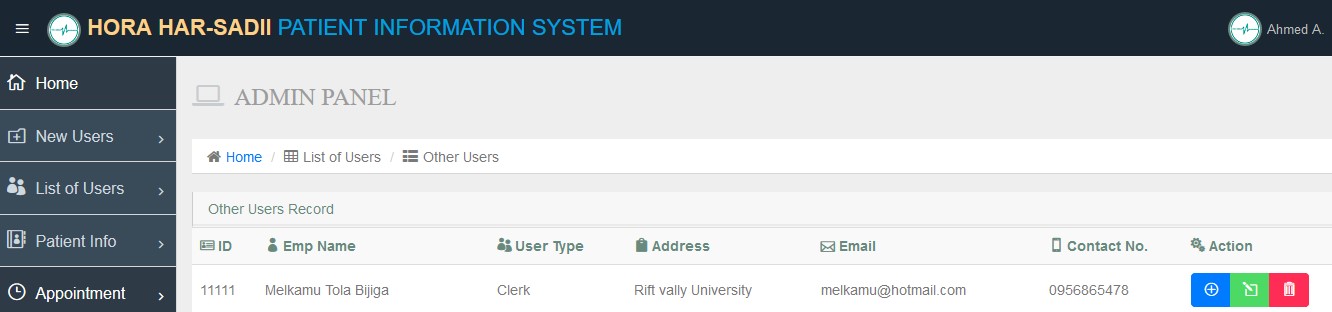 HORA HAR-SADII PATIENT INFORMATION SYSTEM
Ahmed A.
Home
New Users
List of Users
Patient Info
Appointment
ADMIN PANEL
Home / List of Users / Other Users
Other Users Record
ID Emp Name User Type Address Email Contact No. Action
11111 Melkamu Tola Bijiga Clerk Rift vally University melkamu@hotmail.com 0956865478